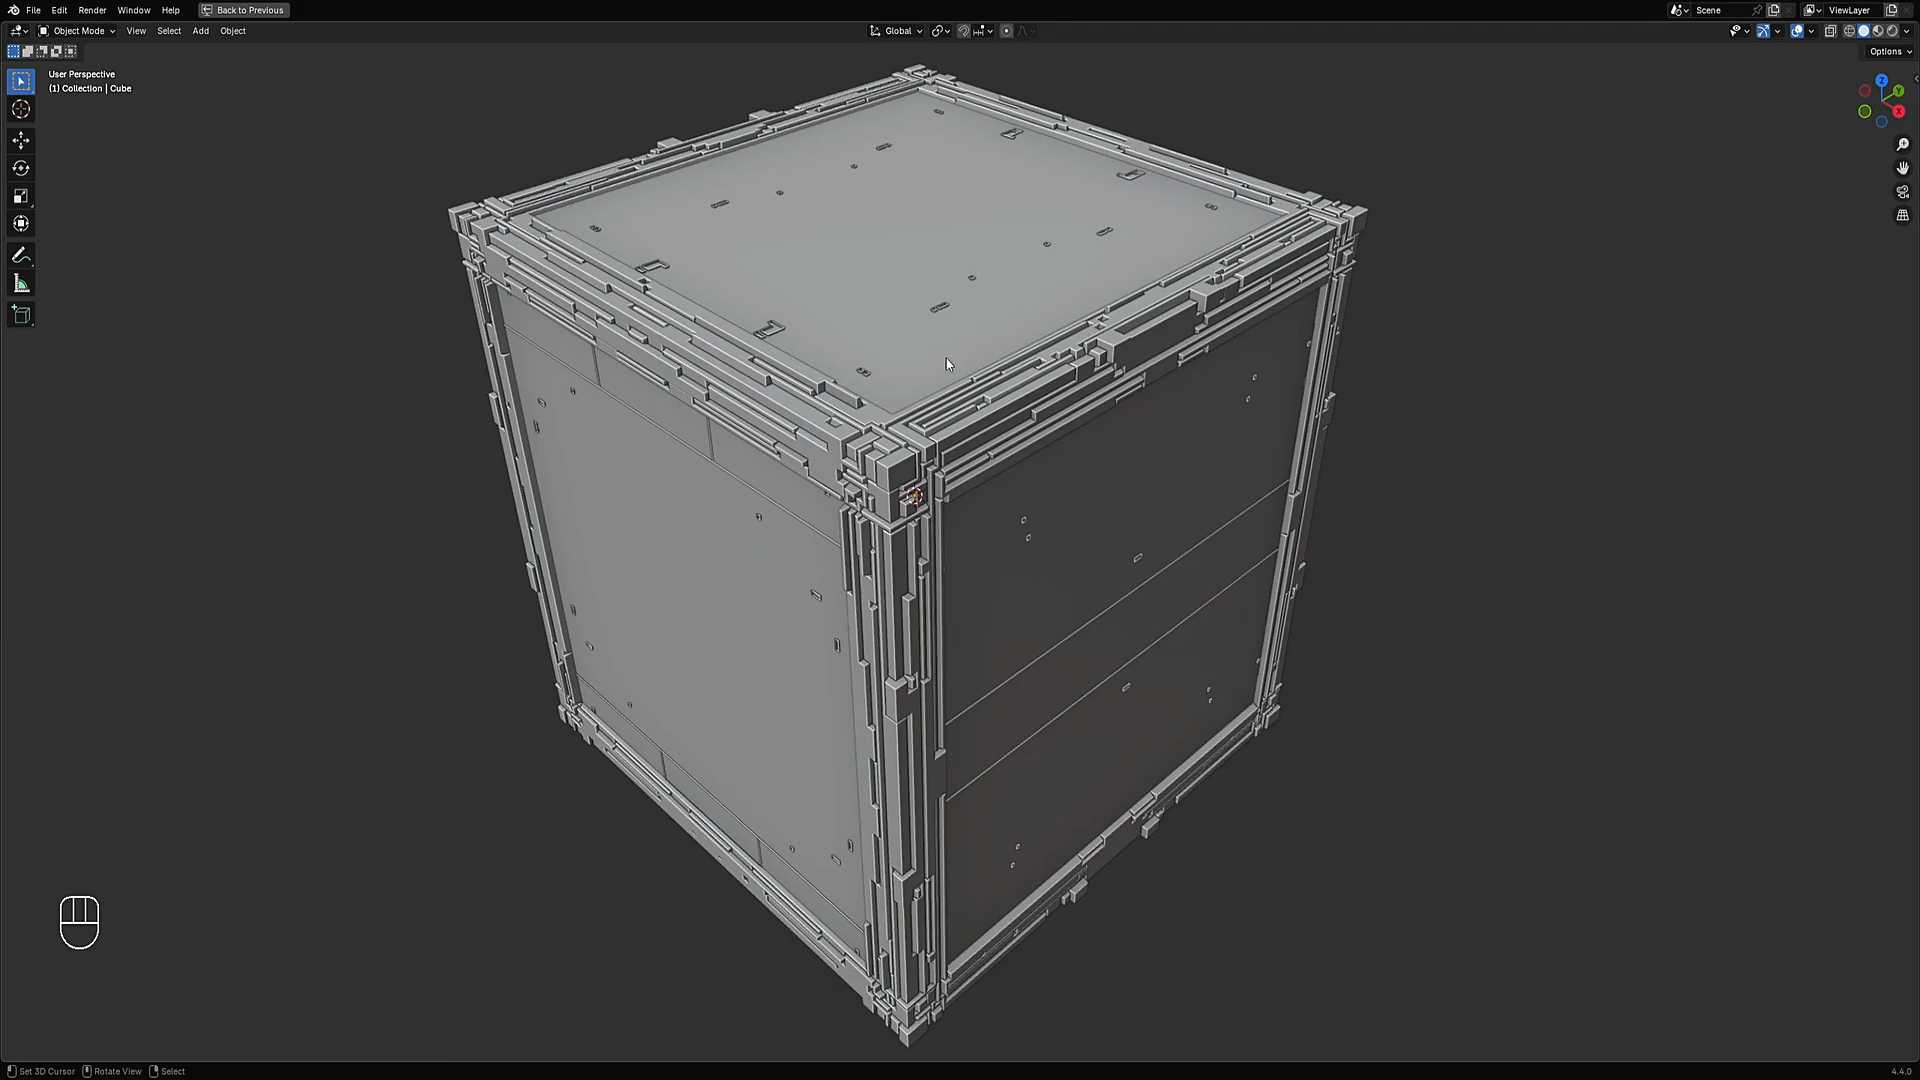 File Edit Render Window Help Back to Previous Scene ViewLayer
Object Mode View Select Add Object Global
Options
User Perspective
(1) Collection | Cube
Z
Y
X
Set 3D Cursor Rotate View Select 4.4.0